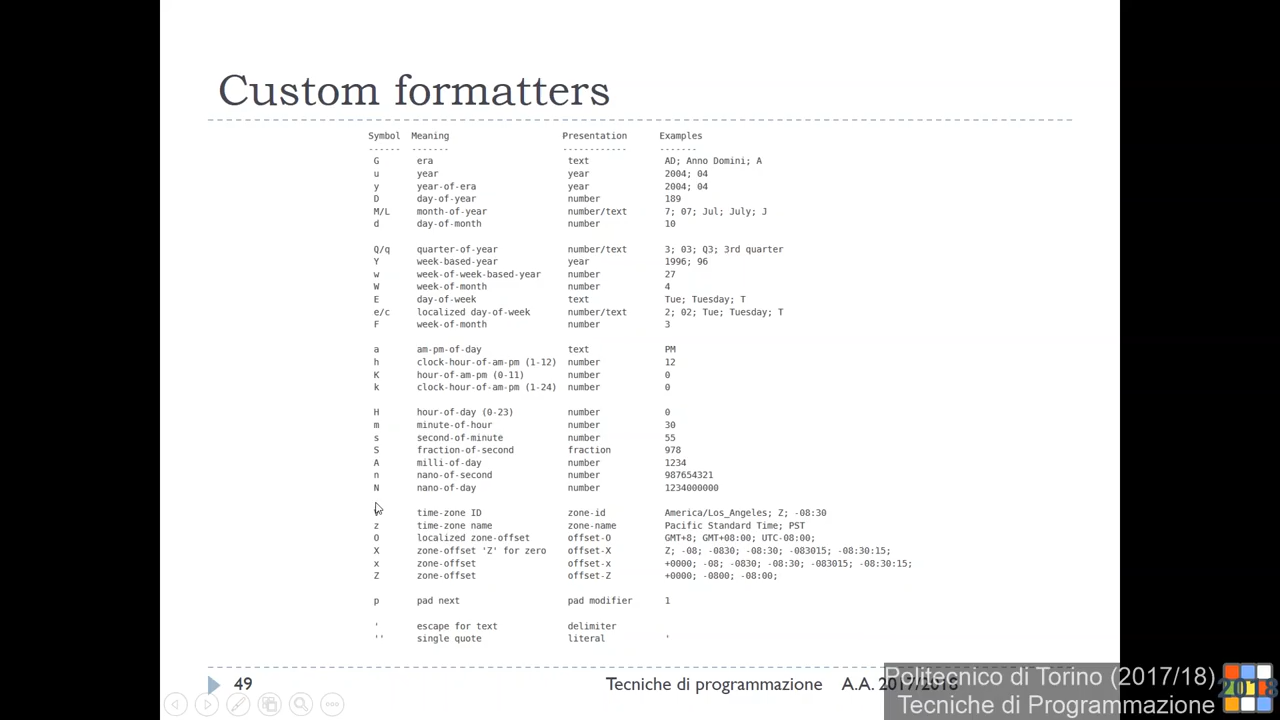 Custom formatters
Symbol Meaning Presentation Examples
------ ------- ------------ -------
G era text AD; Anno Domini; A
u year year 2004; 04
y year-of-era year 2004; 04
D day-of-year number 189
M/L month-of-year number/text 7; 07; Jul; July; J
d day-of-month number 10
Q/q quarter-of-year number/text 3; 03; Q3; 3rd quarter
Y week-based-year year 1996; 96
w week-of-week-based-year number 27
W week-of-month number 4
E day-of-week text Tue; Tuesday; T
e/c localized day-of-week number/text 2; 02; Tue; Tuesday; T
F week-of-month number 3
a am-pm-of-day text PM
h clock-hour-of-am-pm (1-12) number 12
K hour-of-am-pm (0-11) number 0
k clock-hour-of-am-pm (1-24) number 0
H hour-of-day (0-23) number 0
m minute-of-hour number 30
s second-of-minute number 55
S fraction-of-second fraction 978
A milli-of-day number 1234
n nano-of-second number 987654321
N nano-of-day number 1234000000
time-zone ID zone-id America/Los_Angeles; Z; -08:30
z time-zone name zone-name Pacific Standard Time; PST
O localized zone-offset offset-O GMT+8; GMT+08:00; UTC-08:00;
X zone-offset 'Z' for zero offset-X Z; -08; -0830; -08:30; -083015; -08:30:15;
x zone-offset offset-x +0000; -08; -0830; -08:30; -083015; -08:30:15;
Z zone-offset offset-Z +0000; -0800; -08:00;
p pad next pad modifier 1
' escape for text delimiter
'' single quote literal '
49 Tecniche di programmazione A.A. 2017/2018
Politecnico di Torino (2017/18)
Tecniche di Programmazione
2018